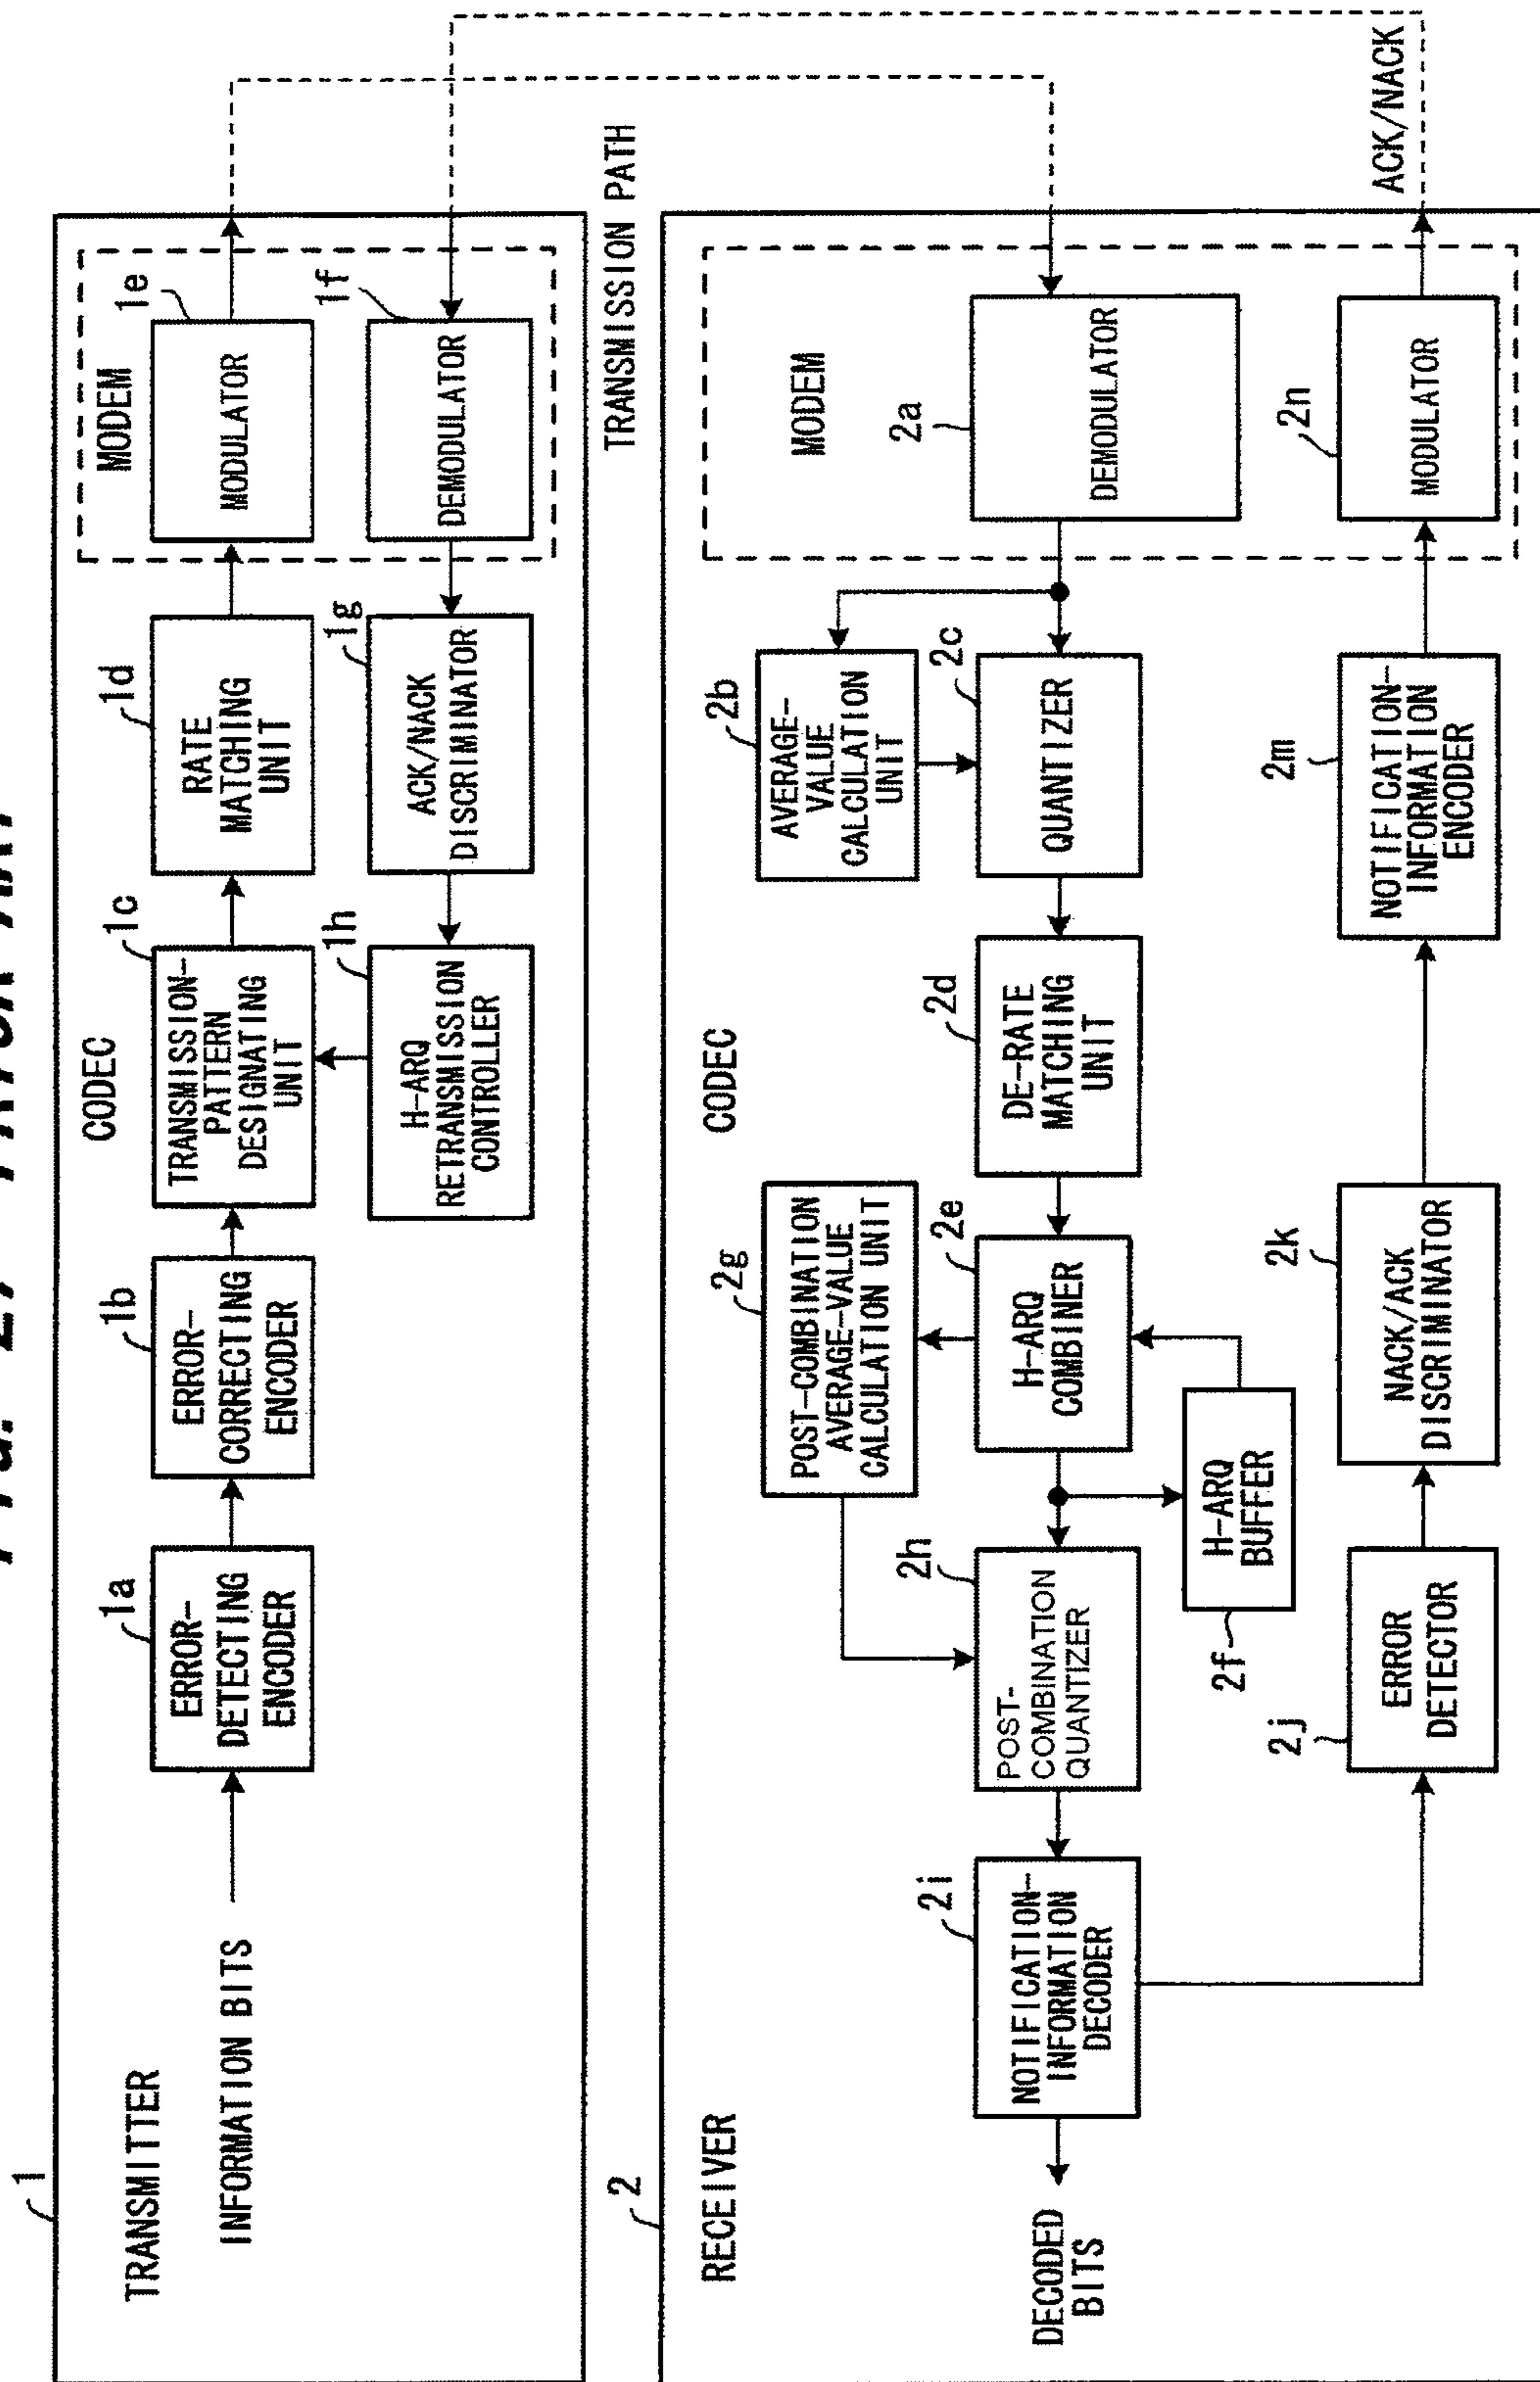 1
TRANSMITTER
INFORMATION BITS
CODEC
1a
ERROR-
DETECTING
ENCODER
1b
ERROR-
CORRECTING
ENCODER
1c
TRANSMISSION-
PATTERN
DESIGNATING
UNIT
1d
RATE
MATCHING
UNIT
MODEM
1e
MODULATOR
1h
H-ARQ
RETRANSMISSION
CONTROLLER
1g
ACK/NACK
DISCRIMINATOR
1f
DEMODULATOR
TRANSMISSION PATH
2
RECEIVER
DECODED
BITS
CODEC
MODEM
2g
POST-COMBINATION
AVERAGE-VALUE
CALCULATION UNIT
2b
AVERAGE-
VALUE
CALCULATION
UNIT
2i
NOTIFICATION-
INFORMATION
DECODER
2h
POST-
COMBINATION
QUANTIZER
2e
H-ARQ
COMBINER
2d
DE-RATE
MATCHING
UNIT
2c
QUANTIZER
2a
DEMODULATOR
2f
H-ARQ
BUFFER
2j
ERROR
DETECTOR
2k
NACK/ACK
DISCRIMINATOR
2m
NOTIFICATION-
INFORMATION
ENCODER
2n
MODULATOR
ACK/NACK